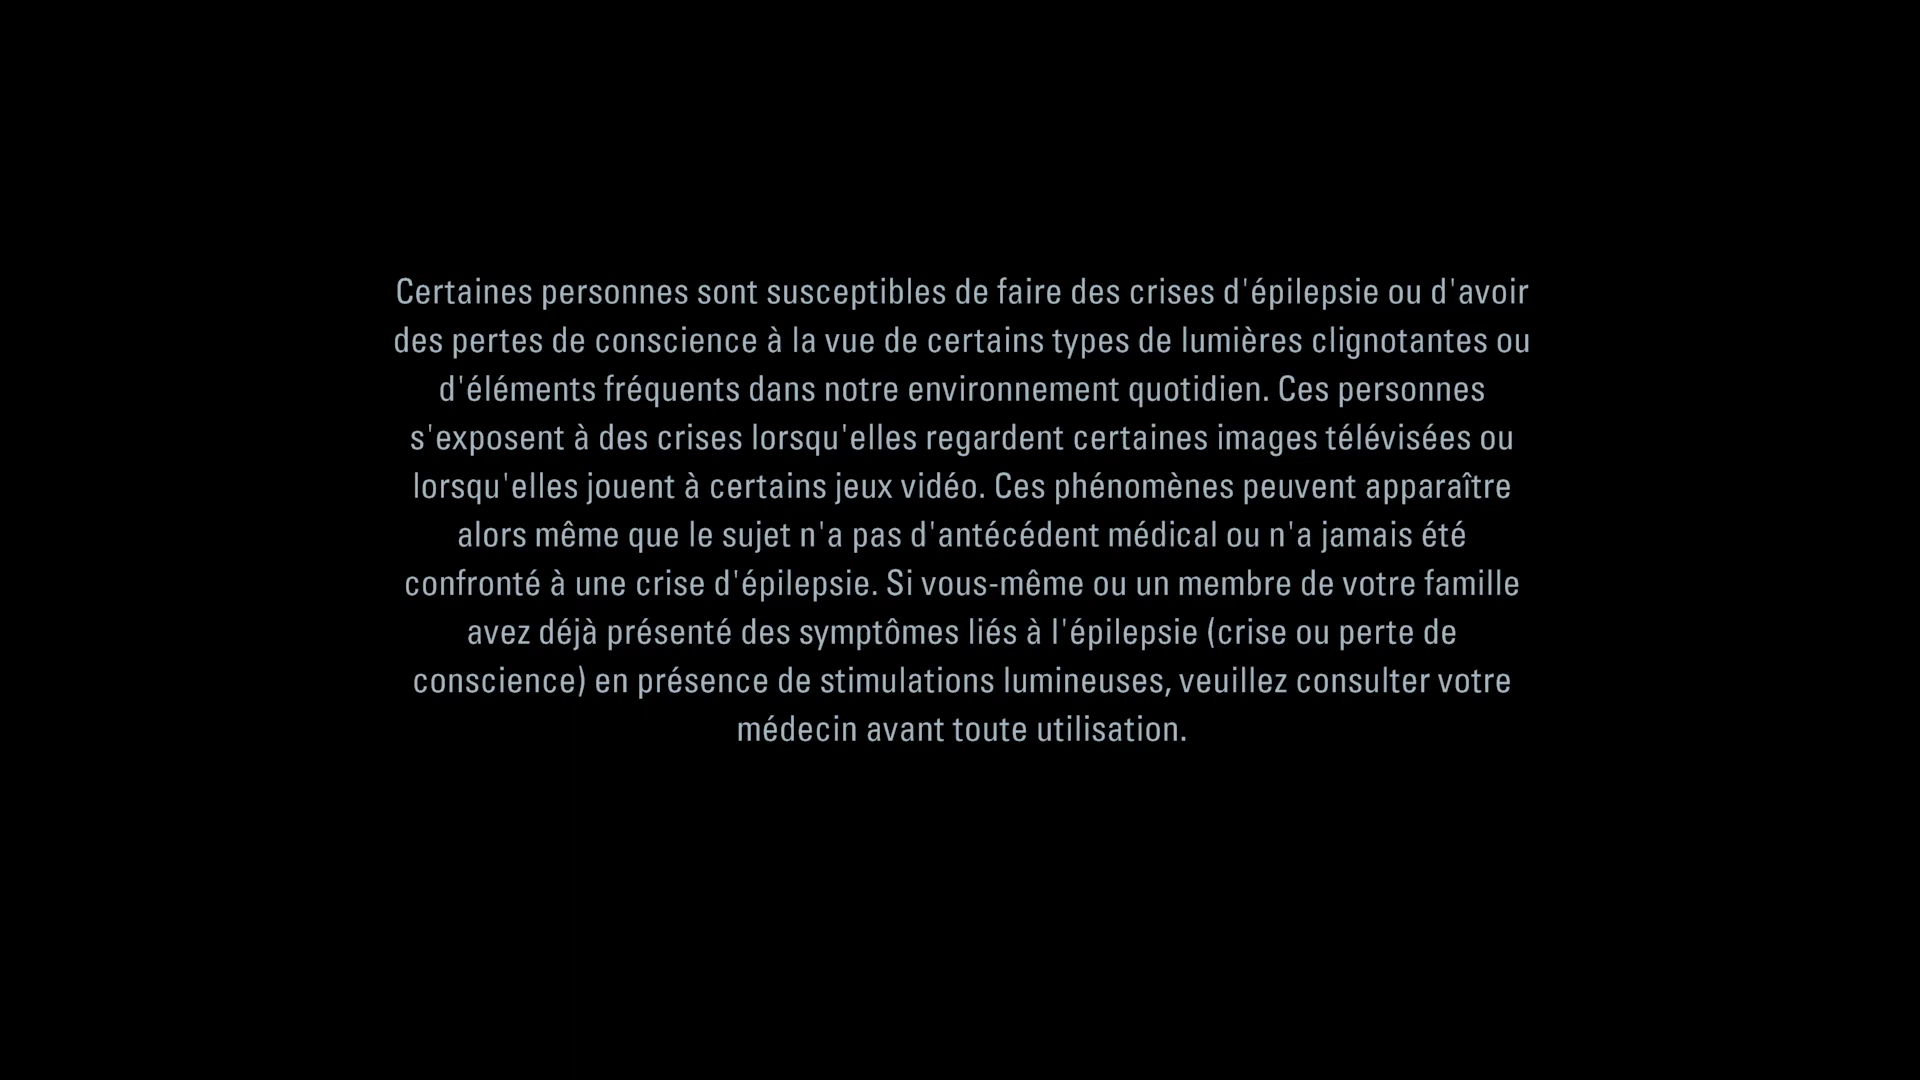 Certaines personnes sont susceptibles de faire des crises d'épilepsie ou d'avoir
des pertes de conscience à la vue de certains types de lumières clignotantes ou
d'éléments fréquents dans notre environnement quotidien. Ces personnes
s'exposent à des crises lorsqu'elles regardent certaines images télévisées ou
lorsqu'elles jouent à certains jeux vidéo. Ces phénomènes peuvent apparaître
alors même que le sujet n'a pas d'antécédent médical ou n'a jamais été
confronté à une crise d'épilepsie. Si vous-même ou un membre de votre famille
avez déjà présenté des symptômes liés à l'épilepsie (crise ou perte de
conscience) en présence de stimulations lumineuses, veuillez consulter votre
médecin avant toute utilisation.